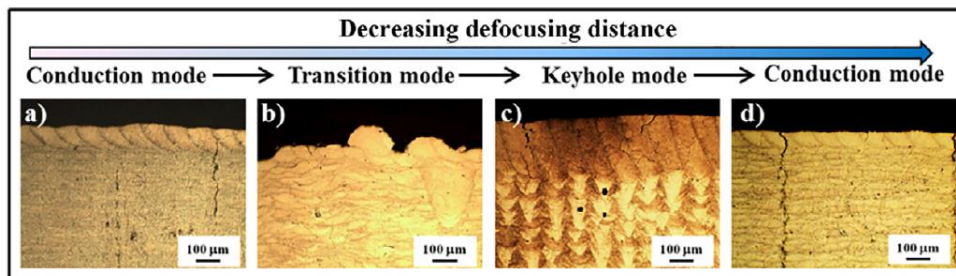 Decreasing defocusing distance
Conduction mode → Transition mode → Keyhole mode → Conduction mode
a) b) c) d)
100 μm 100 μm 100 μm 100 μm